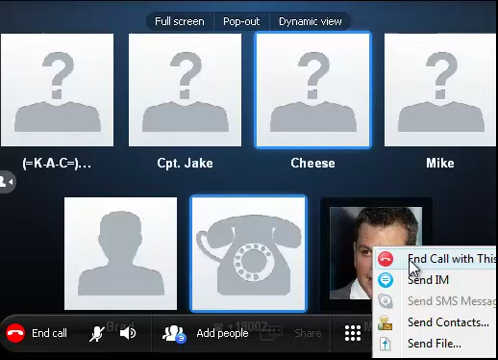 Full screen Pop-out Dynamic view
(=K-A-C=)... Cpt. Jake Cheese Mike
End Call with This
Send IM
Send SMS Messag
Send Contacts...
Send File...
End call Add people Share
+18002